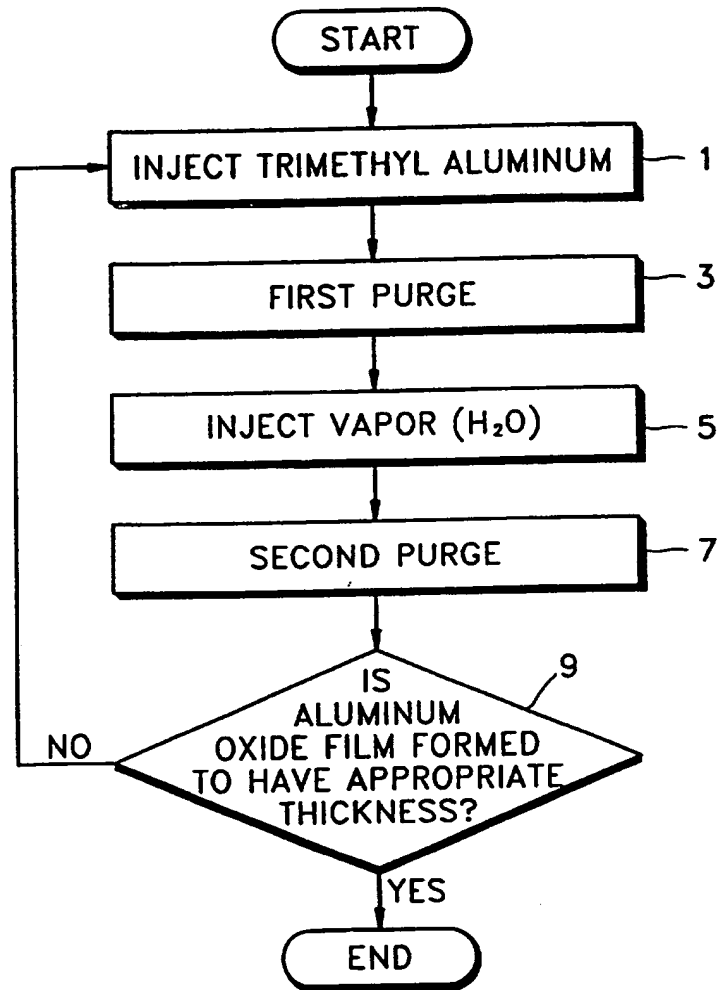 START
INJECT TRIMETHYL ALUMINUM
1
FIRST PURGE
3
INJECT VAPOR (H₂O)
5
SECOND PURGE
7
9
IS
ALUMINUM
OXIDE FILM FORMED
TO HAVE APPROPRIATE
THICKNESS?
NO
YES
END